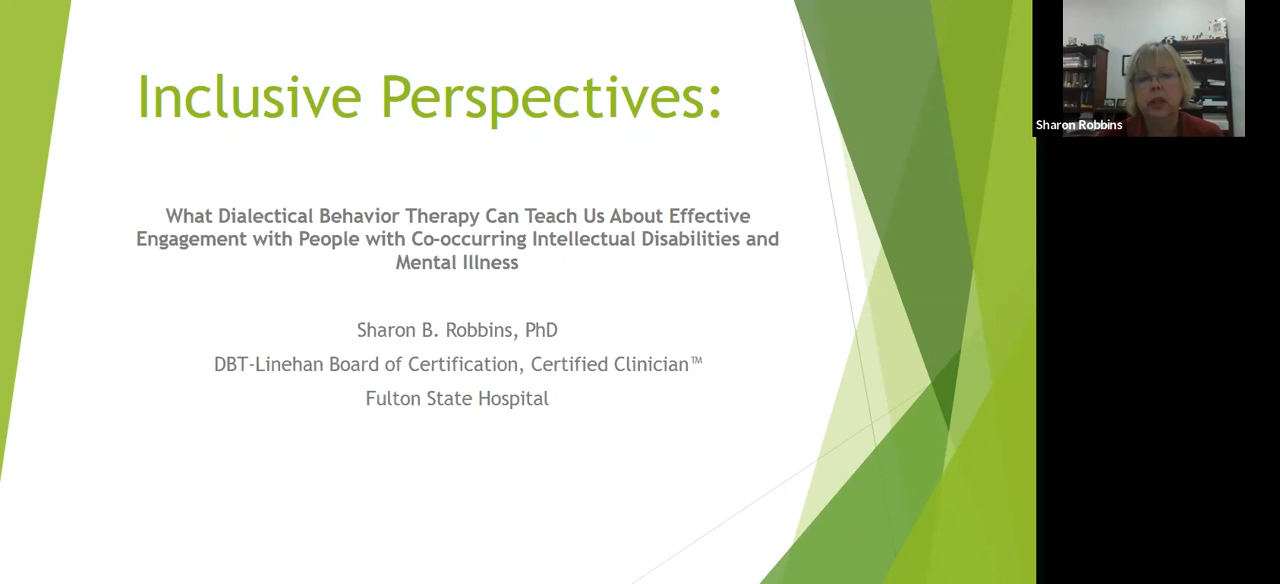 Inclusive Perspectives:
What Dialectical Behavior Therapy Can Teach Us About Effective
Engagement with People with Co-occurring Intellectual Disabilities and
Mental Illness
Sharon B. Robbins, PhD
DBT-Linehan Board of Certification, Certified Clinician™
Fulton State Hospital
Sharon Robbins